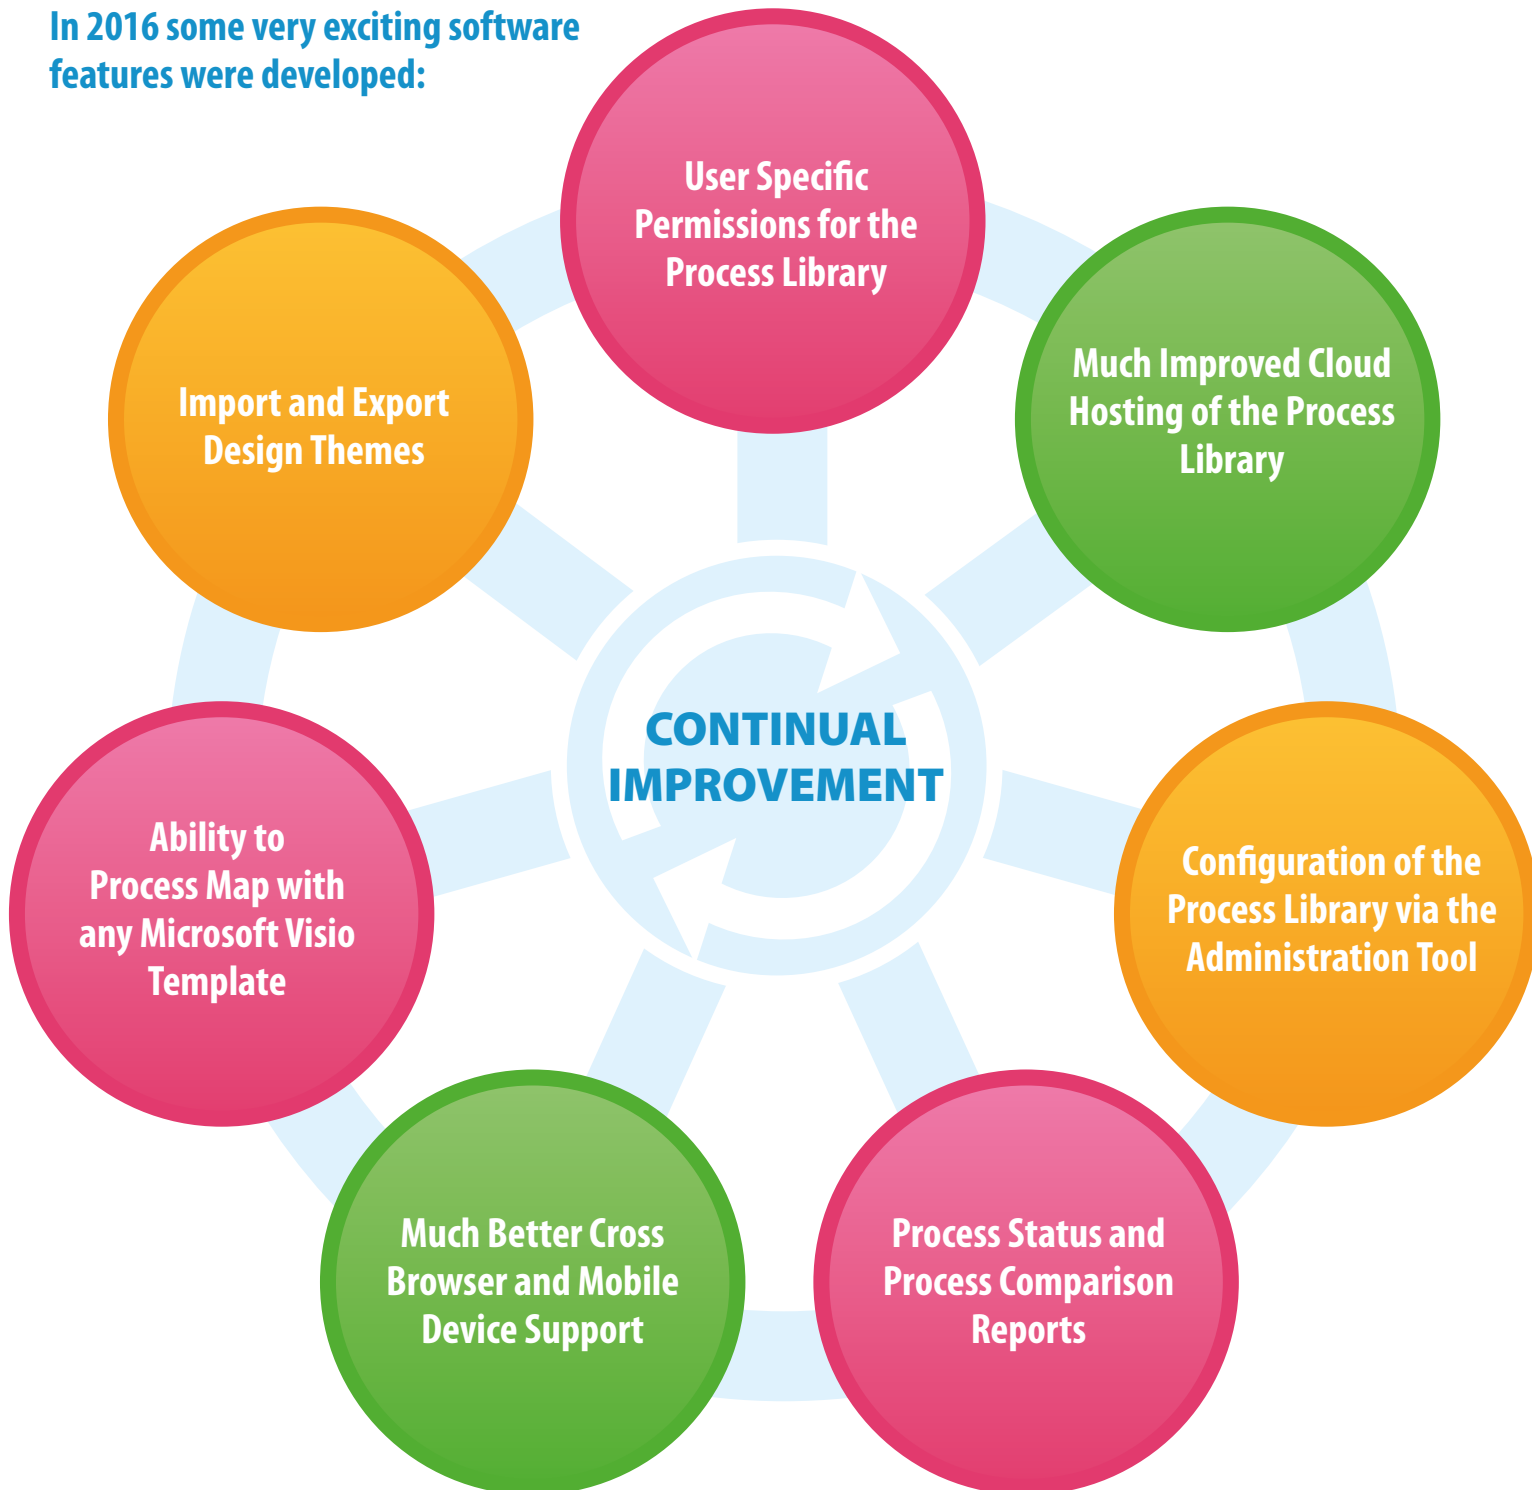 In 2016 some very exciting software
features were developed:
User Specific
Permissions for the
Process Library
Much Improved Cloud
Hosting of the Process
Library
Configuration of the
Process Library via the
Administration Tool
Process Status and
Process Comparison
Reports
Much Better Cross
Browser and Mobile
Device Support
Ability to
Process Map with
any Microsoft Visio
Template
Import and Export
Design Themes
CONTINUAL
IMPROVEMENT